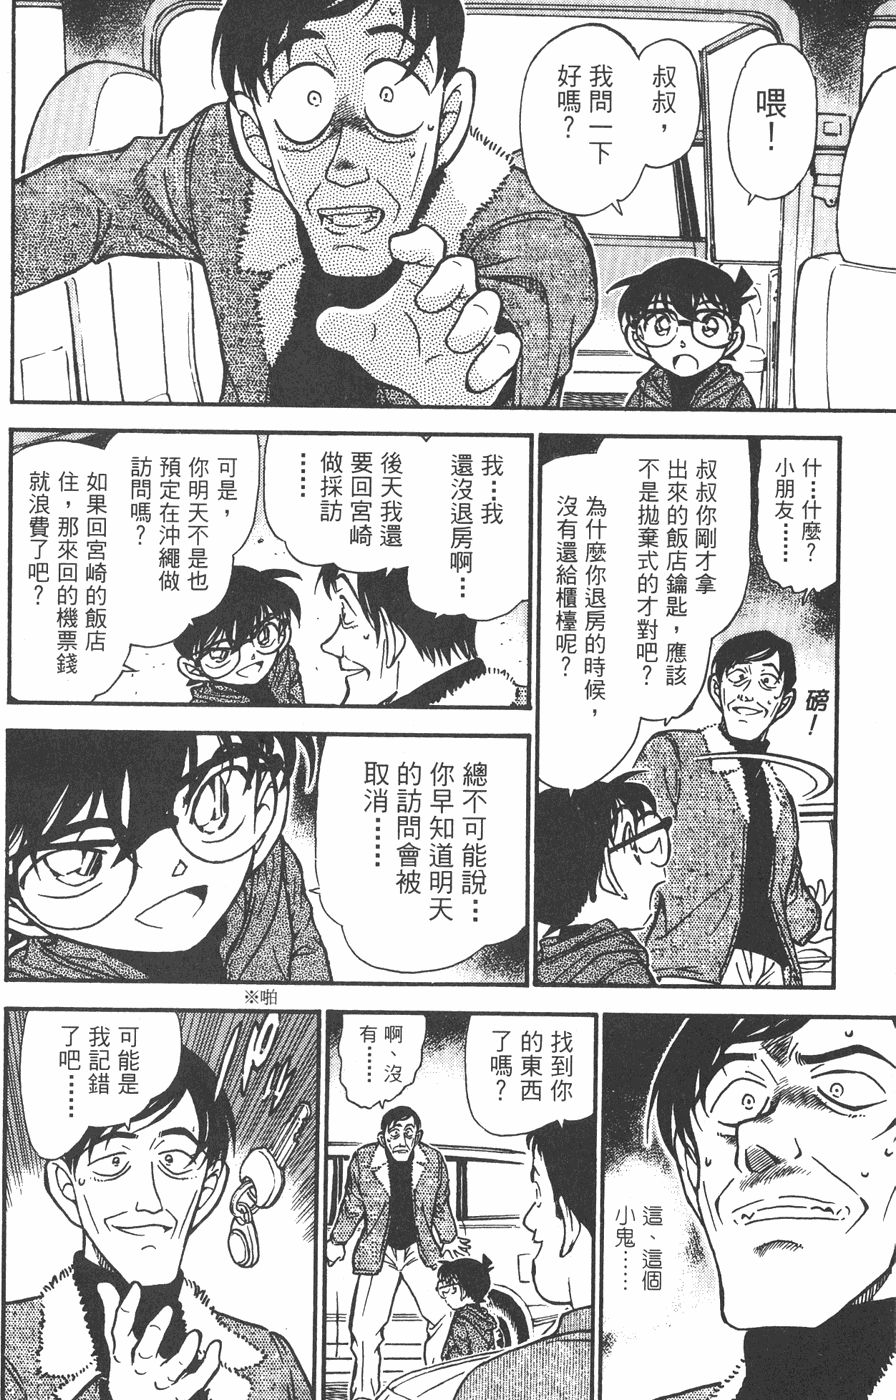 喂！
叔叔，
我問一下
好嗎？
什…什麼？
小朋友……
叔叔你剛才拿
出來的飯店鑰匙，應該
不是拋棄式的才對吧？
為什麼你退房的時候，
沒有還給櫃檯呢？
磅！
我…我
還沒退房啊…
後天我還
要回宮崎
做採訪
……
可是，
你明天不是也
預定在沖繩做
訪問嗎？
如果回宮崎的飯店
住，那來回的機票錢
就浪費了吧？
總不可能說…
你早知道明天
的訪問會被
取消……
這、這個
小鬼……
找到你
的東西
了嗎？
啊、沒
有……
※啪
可能是
我記錯
了吧……